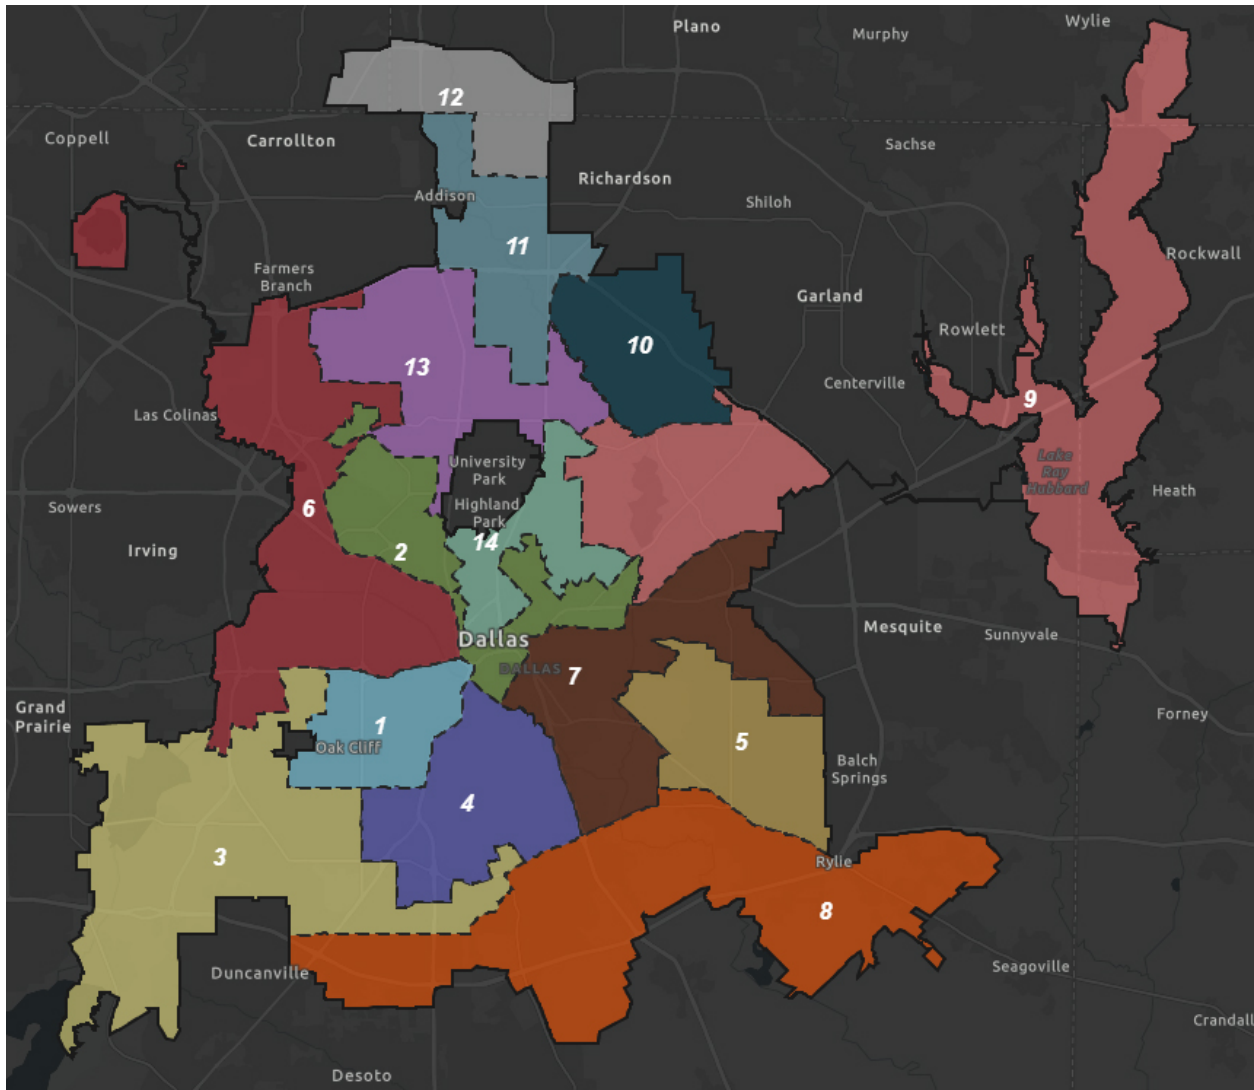 Wylie
Plano
Murphy
12
Coppell
Carrollton
Sachse
Richardson
Addison
Shiloh
11
Rockwall
Farmers
Branch
Garland
Rowlett
10
13
Centerville
9
Las Colinas
University
Park
Lake
Ray
Hubbard
Heath
Highland
Park
Sowers
6
14
Irving
2
Mesquite
Sunnyvale
Dallas
DALLAS
7
Grand
Prairie
Forney
1
Oak Cliff
5
Balch
Springs
4
3
Rylie
8
Duncanville
Seagoville
Crandall
Desoto